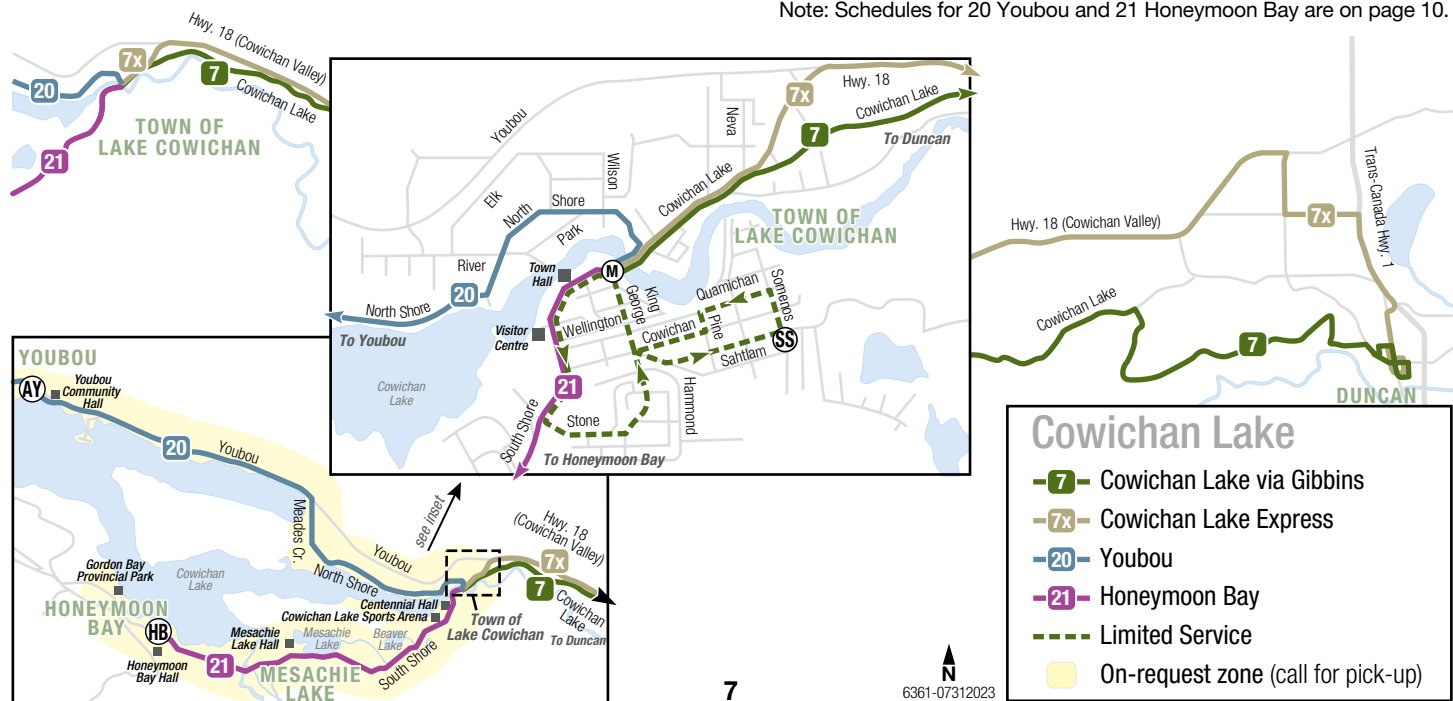 Note: Schedules for 20 Youbou and 21 Honeymoon Bay are on page 10.
Hwy. 18 (Cowichan Valley)
7x
7
20
Cowichan Lake
TOWN OF
LAKE COWICHAN
21
Hwy. 18
7x
Cowichan Lake
7
To Duncan
Neva
Youbou
Wilson
Elk
North
Shore
Park
River
Cowichan Lake
TOWN OF
LAKE COWICHAN
Town
Hall
M
20
North Shore
To Youbou
King
George
Quamichan
Somenos
Visitor
Centre
Wellington
Cowichan
Pine
SS
Sahtlam
Cowichan
Lake
21
Hammond
South Shore
Stone
To Honeymoon Bay
Trans-Canada Hwy. 1
7x
Hwy. 18 (Cowichan Valley)
Cowichan Lake
7
DUNCAN
YOUBOU
AY
Youbou
Community
Hall
20
Youbou
Meades Cr.
see inset
Hwy. 18
(Cowichan Valley)
Youbou
7x
Gordon Bay
Provincial Park
Cowichan
Lake
North Shore
7
Cowichan
Lake
HONEYMOON
BAY
Centennial Hall
Cowichan Lake Sports Arena
Town of
Lake Cowichan
To Duncan
HB
Mesachie
Lake Hall
Mesachie
Lake
Beaver
Lake
Honeymoon
Bay Hall
21
South Shore
MESACHIE
LAKE
7
N
6361-07312023
Cowichan Lake
7 Cowichan Lake via Gibbins
7x Cowichan Lake Express
20 Youbou
21 Honeymoon Bay
Limited Service
On-request zone (call for pick-up)